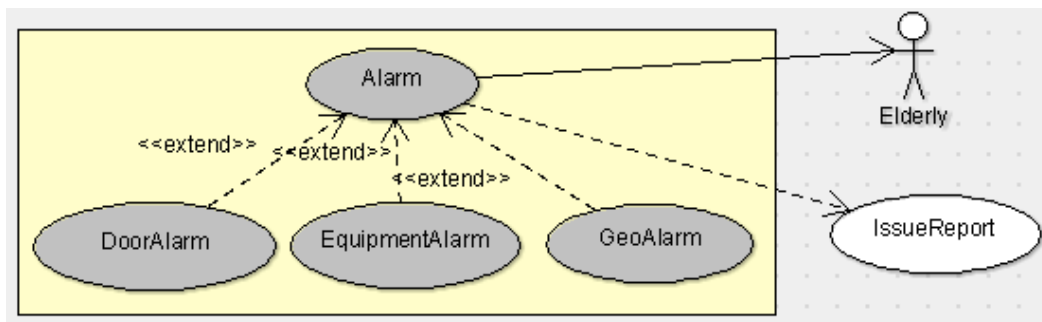 Alarm
Elderly
<<extend>>
<<extend>>
<<extend>>
DoorAlarm
EquipmentAlarm
GeoAlarm
IssueReport